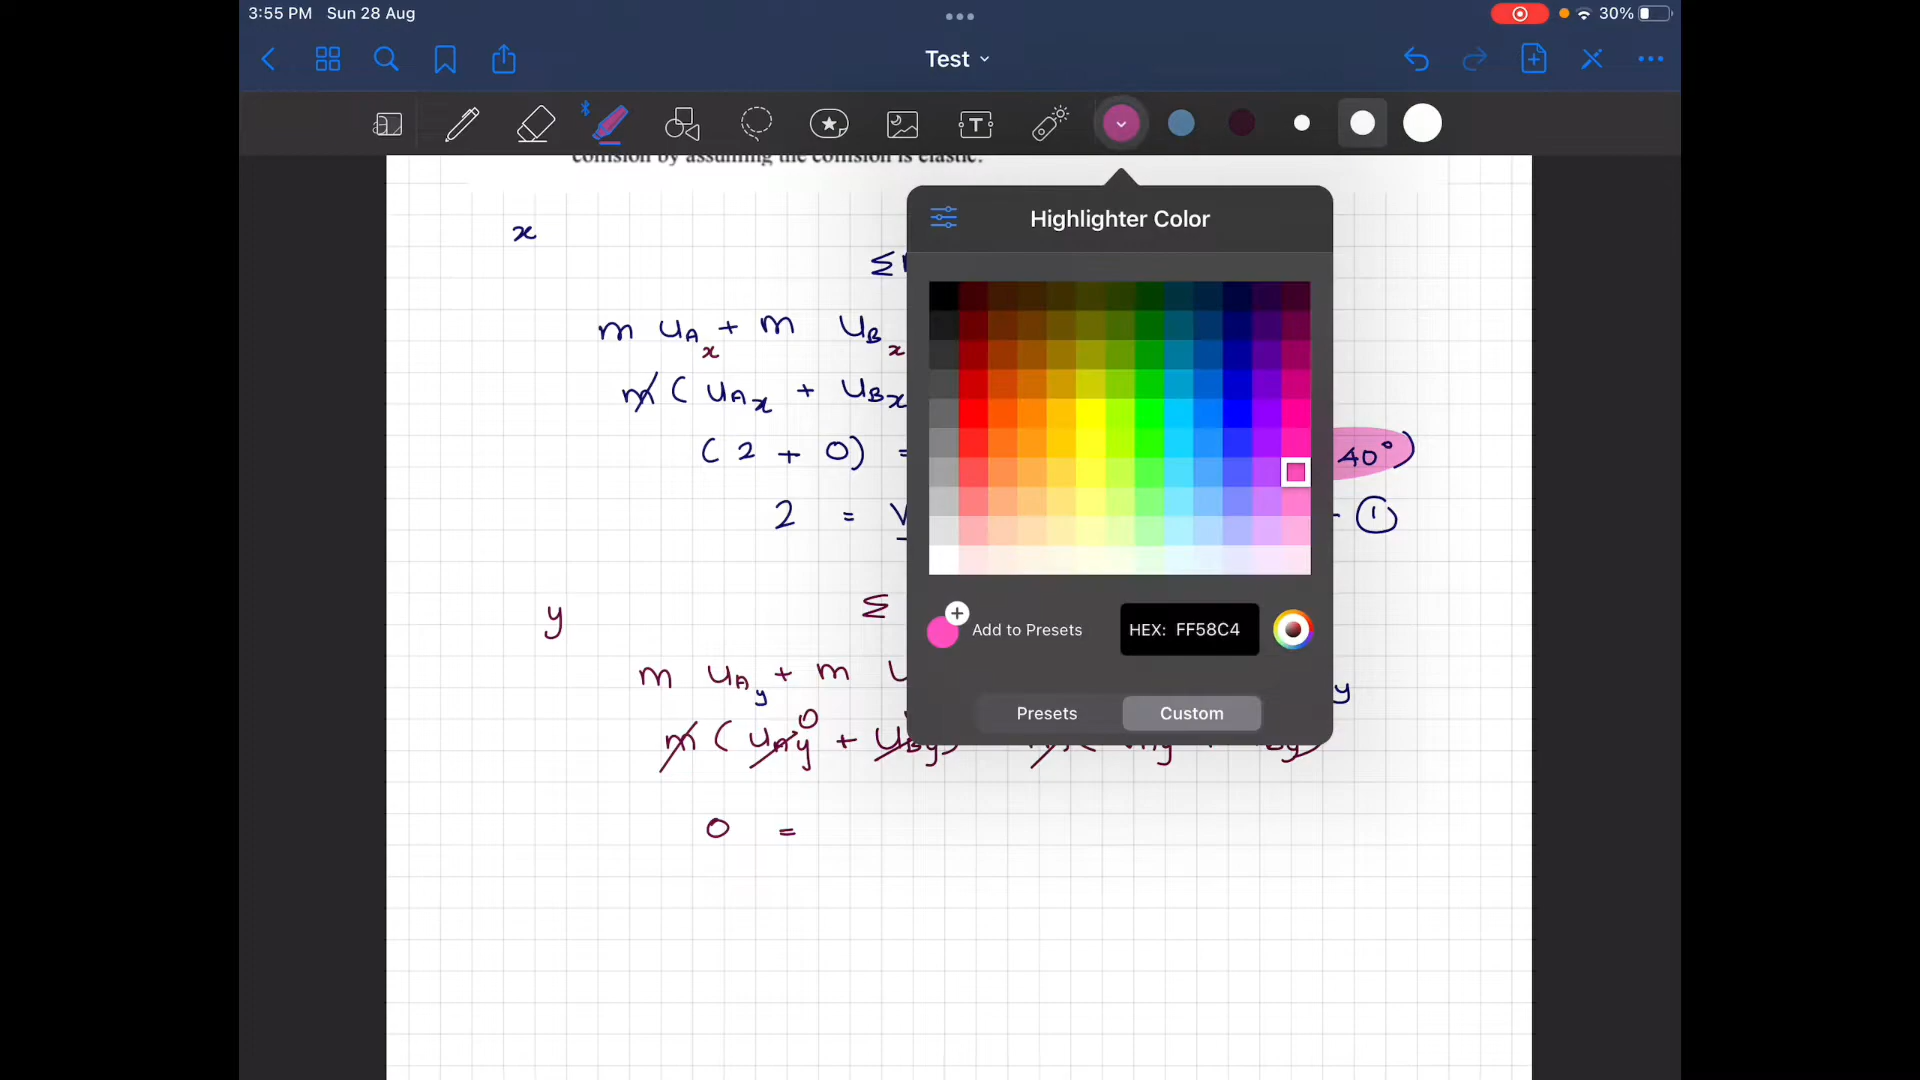 3:55 PM Sun 28 Aug
30%
Test
collision by assuming the collision is elastic.
Highlighter Color
x
Σ
m uAx + m uBx
m ( uAx + uBx
( 2 + 0 ) =
40° )
2 = V
- ①
HEX: FF58C4
Add to Presets
y
Σ
m uAy + m u
y
Presets
Custom
0
m ( uAy + uBy )
0 =